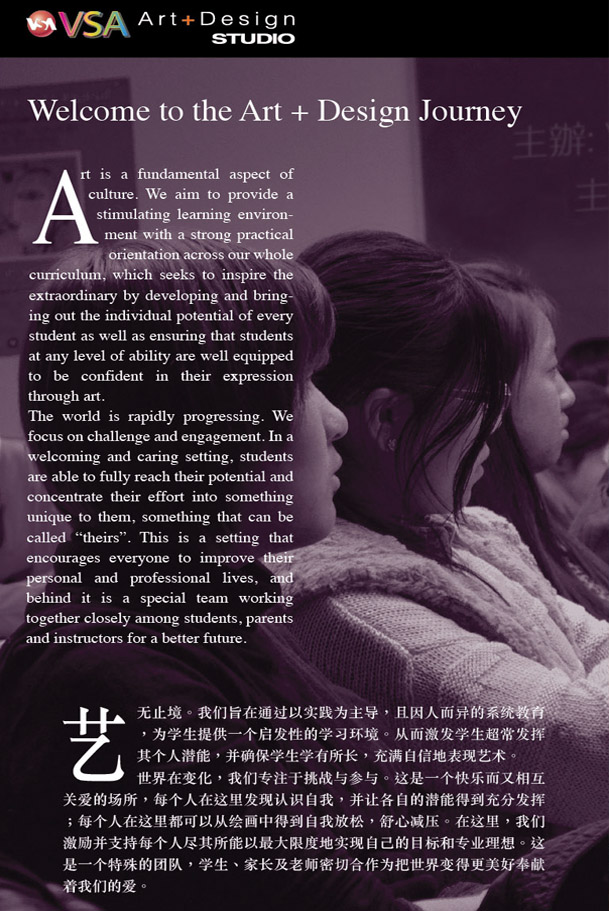 VSA VSA Art+Design
STUDIO
Welcome to the Art + Design Journey
主辦:
主
Art is a fundamental aspect of
culture. We aim to provide a
stimulating learning environ-
ment with a strong practical
orientation across our whole
curriculum, which seeks to inspire the
extraordinary by developing and bring-
ing out the individual potential of every
student as well as ensuring that students
at any level of ability are well equipped
to be confident in their expression
through art.
The world is rapidly progressing. We
focus on challenge and engagement. In a
welcoming and caring setting, students
are able to fully reach their potential and
concentrate their effort into something
unique to them, something that can be
called “theirs”. This is a setting that
encourages everyone to improve their
personal and professional lives, and
behind it is a special team working
together closely among students, parents
and instructors for a better future.
艺无止境。我们旨在通过以实践为主导，且因人而异的系统教育
，为学生提供一个启发性的学习环境。从而激发学生超常发挥
其个人潜能，并确保学生学有所长，充满自信地表现艺术。
世界在变化，我们专注于挑战与参与。这是一个快乐而又相互
关爱的场所，每个人在这里发现认识自我，并让各自的潜能得到充分发挥
；每个人在这里都可以从绘画中得到自我放松，舒心减压。在这里，我们
激励并支持每个人尽其所能以最大限度地实现自己的目标和专业理想。这
是一个特殊的团队，学生、家长及老师密切合作为把世界变得更美好奉献
着我们的爱。